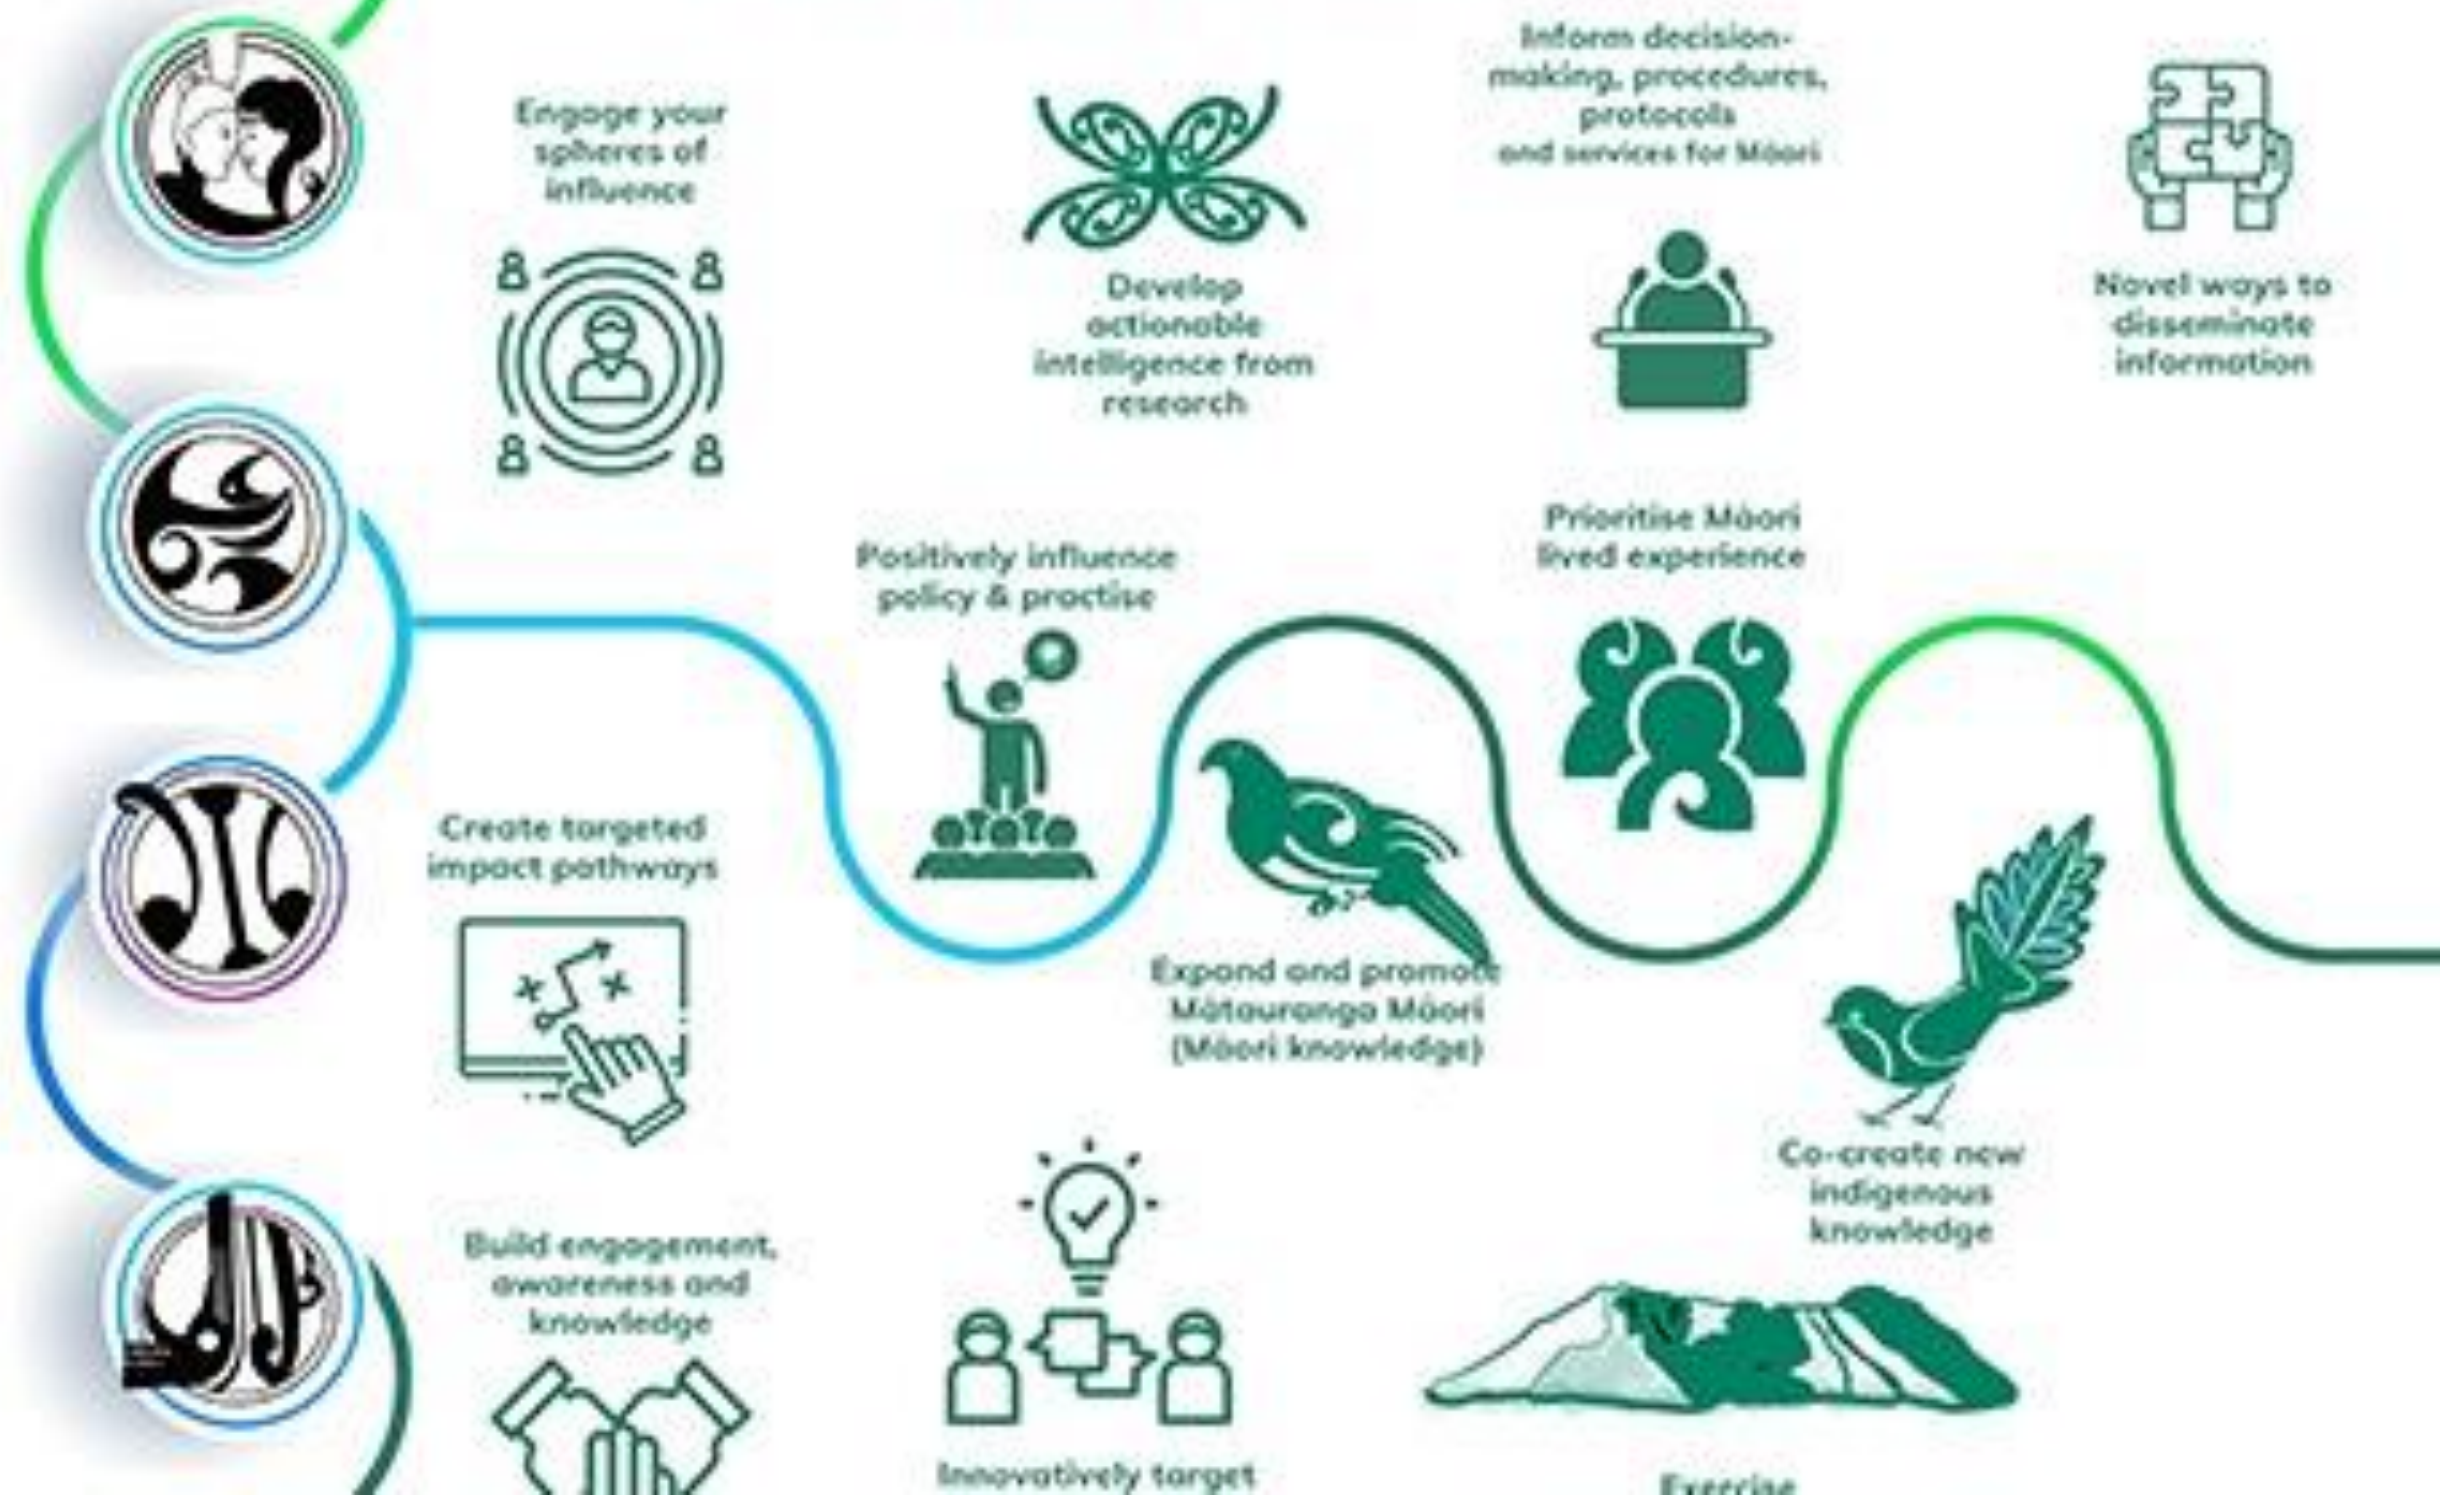 Engage your
spheres of
influence
Develop
actionable
intelligence from
research
Inform decision-
making, procedures,
protocols
and services for Māori
Novel ways to
disseminate
information
Positively influence
policy & practise
Prioritise Māori
lived experience
Create targeted
impact pathways
Expand and promote
Mātauranga Māori
(Māori knowledge)
Co-create new
indigenous
knowledge
Build engagement,
awareness and
knowledge
Innovatively target
Exercise